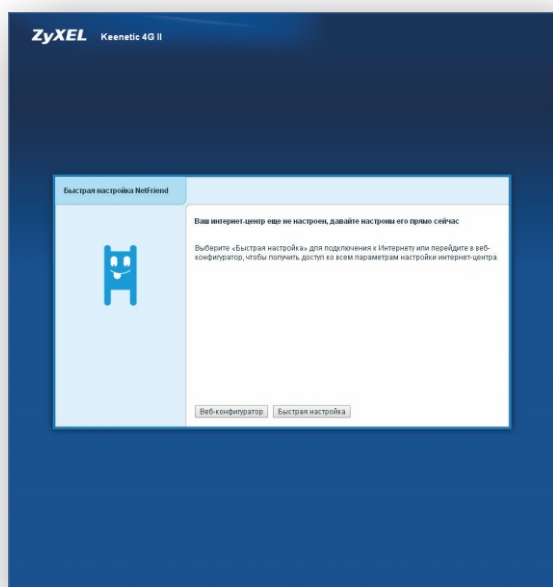 ZyXEL Keenetic 4G II
Быстрая настройка NetFriend
Ваш интернет-центр еще не настроен, давайте настроим его прямо сейчас
Выберите «Быстрая настройка» для подключения к Интернету или перейдите в веб-
конфигуратор, чтобы получить доступ ко всем параметрам настройки интернет-центра.
Веб-конфигуратор Быстрая настройка